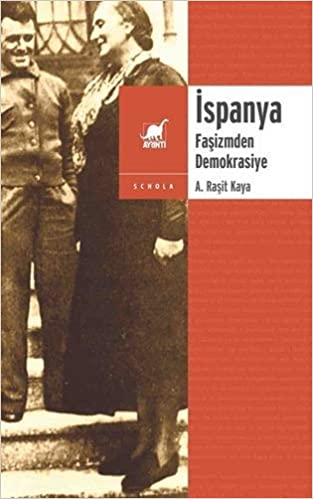 AYRINTI
SCHOLA
İspanya
Faşizmden
Demokrasiye
A. Raşit Kaya